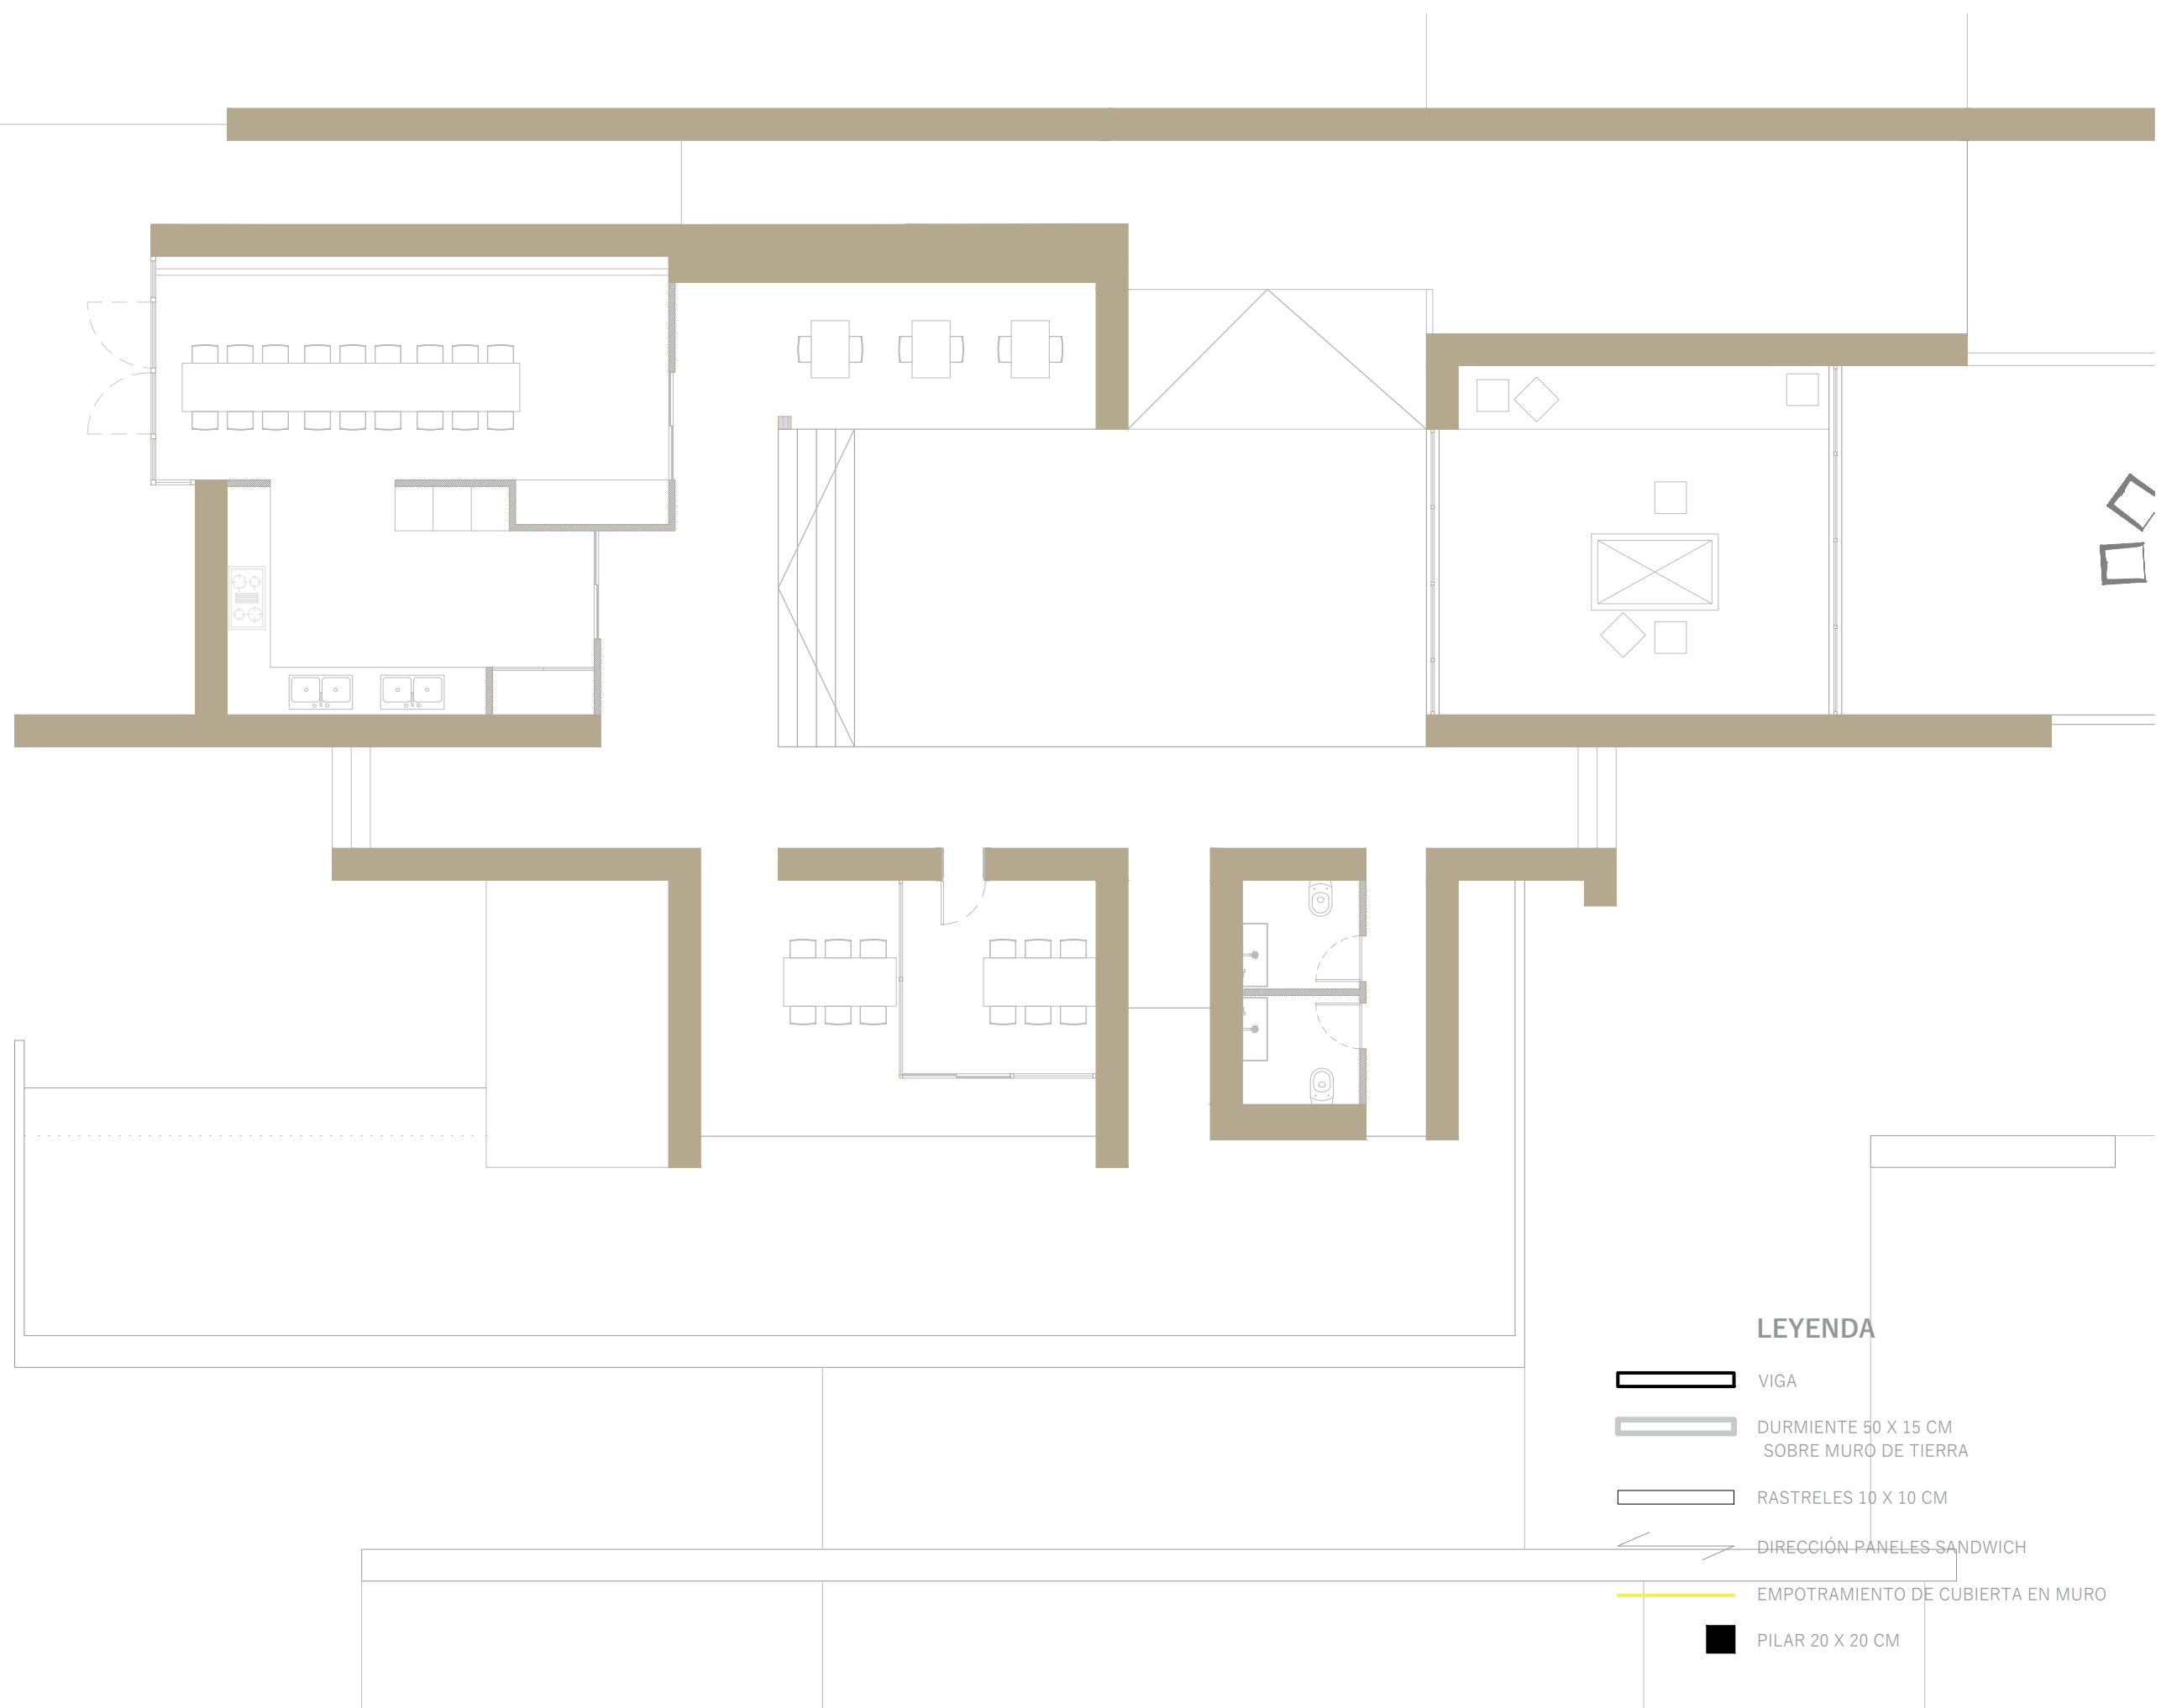 LEYENDA
VIGA
DURMIENTE 50 X 15 CM
SOBRE MURO DE TIERRA
RASTRELES 10 X 10 CM
DIRECCIÓN PANELES SANDWICH
EMPOTRAMIENTO DE CUBIERTA EN MURO
PILAR 20 X 20 CM